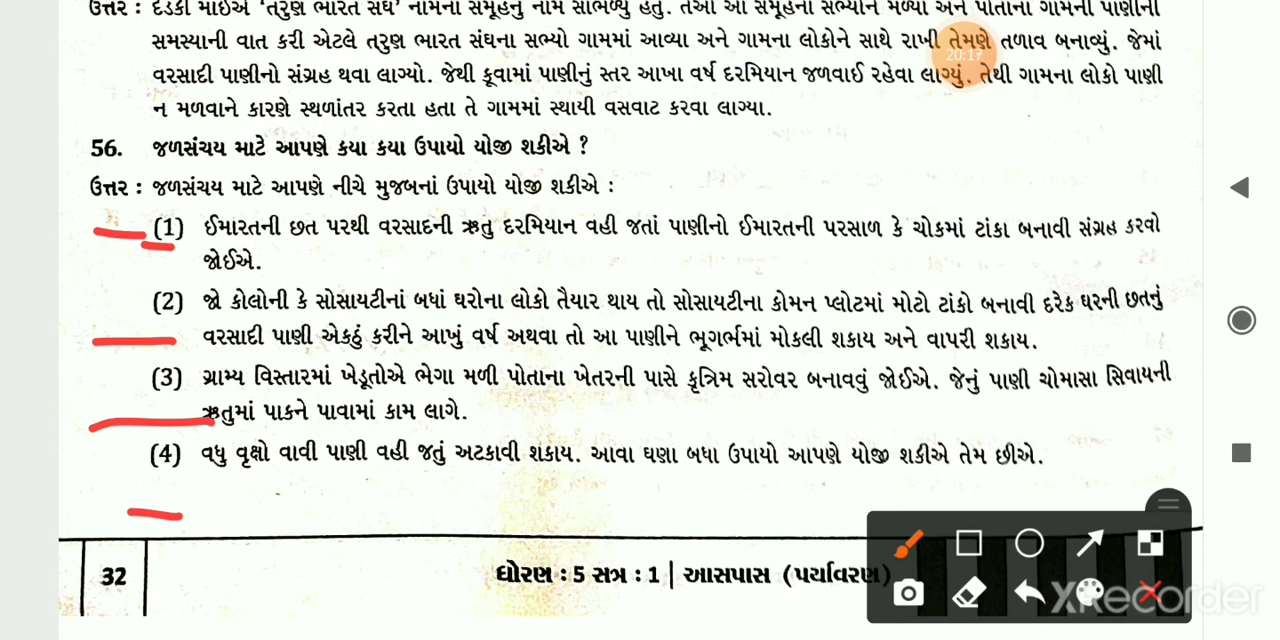 ઉત્તર : દડકી માઈએ 'તરુણ ભારત સંઘ' નામના સમૂહનું નામ સાંભળ્યું હતું. તેઓ આ સમૂહના સભ્યોને મળ્યા અને પોતાના ગામની પાણીની
સમસ્યાની વાત કરી એટલે તરુણ ભારત સંઘના સભ્યો ગામમાં આવ્યા અને ગામના લોકોને સાથે રાખી તેમણે તળાવ બનાવ્યું. જેમાં
20:17
વરસાદી પાણીનો સંગ્રહ થવા લાગ્યો. જેથી કૂવામાં પાણીનું સ્તર આખા વર્ષ દરમિયાન જળવાઈ રહેવા લાગ્યું. તેથી ગામના લોકો પાણી
ન મળવાને કારણે સ્થળાંતર કરતા હતા તે ગામમાં સ્થાયી વસવાટ કરવા લાગ્યા.
56. જળસંચય માટે આપણે કયા કયા ઉપાયો યોજી શકીએ ?
ઉત્તર : જળસંચય માટે આપણે નીચે મુજબનાં ઉપાયો યોજી શકીએ :
(1) ઈમારતની છત પરથી વરસાદની ઋતુ દરમિયાન વહી જતાં પાણીનો ઈમારતની પરસાળ કે ચોકમાં ટાંકા બનાવી સંગ્રહ કરવો
જોઈએ.
(2) જો કોલોની કે સોસાયટીનાં બધાં ઘરોના લોકો તૈયાર થાય તો સોસાયટીના કોમન પ્લોટમાં મોટો ટાંકો બનાવી દરેક ઘરની છતનું
વરસાદી પાણી એકઠું કરીને આખું વર્ષ અથવા તો આ પાણીને ભૂગર્ભમાં મોકલી શકાય અને વાપરી શકાય.
(3) ગ્રામ્ય વિસ્તારમાં ખેડૂતોએ ભેગા મળી પોતાના ખેતરની પાસે કૃત્રિમ સરોવર બનાવવું જોઈએ. જેનું પાણી ચોમાસા સિવાયની
ઋતુમાં પાકને પાવામાં કામ લાગે.
(4) વધુ વૃક્ષો વાવી પાણી વહી જતું અટકાવી શકાય. આવા ઘણા બધા ઉપાયો આપણે યોજી શકીએ તેમ છીએ.
32 ધોરણ : 5 સત્ર : 1 | આસપાસ (પર્યાવરણ)
XRecorder